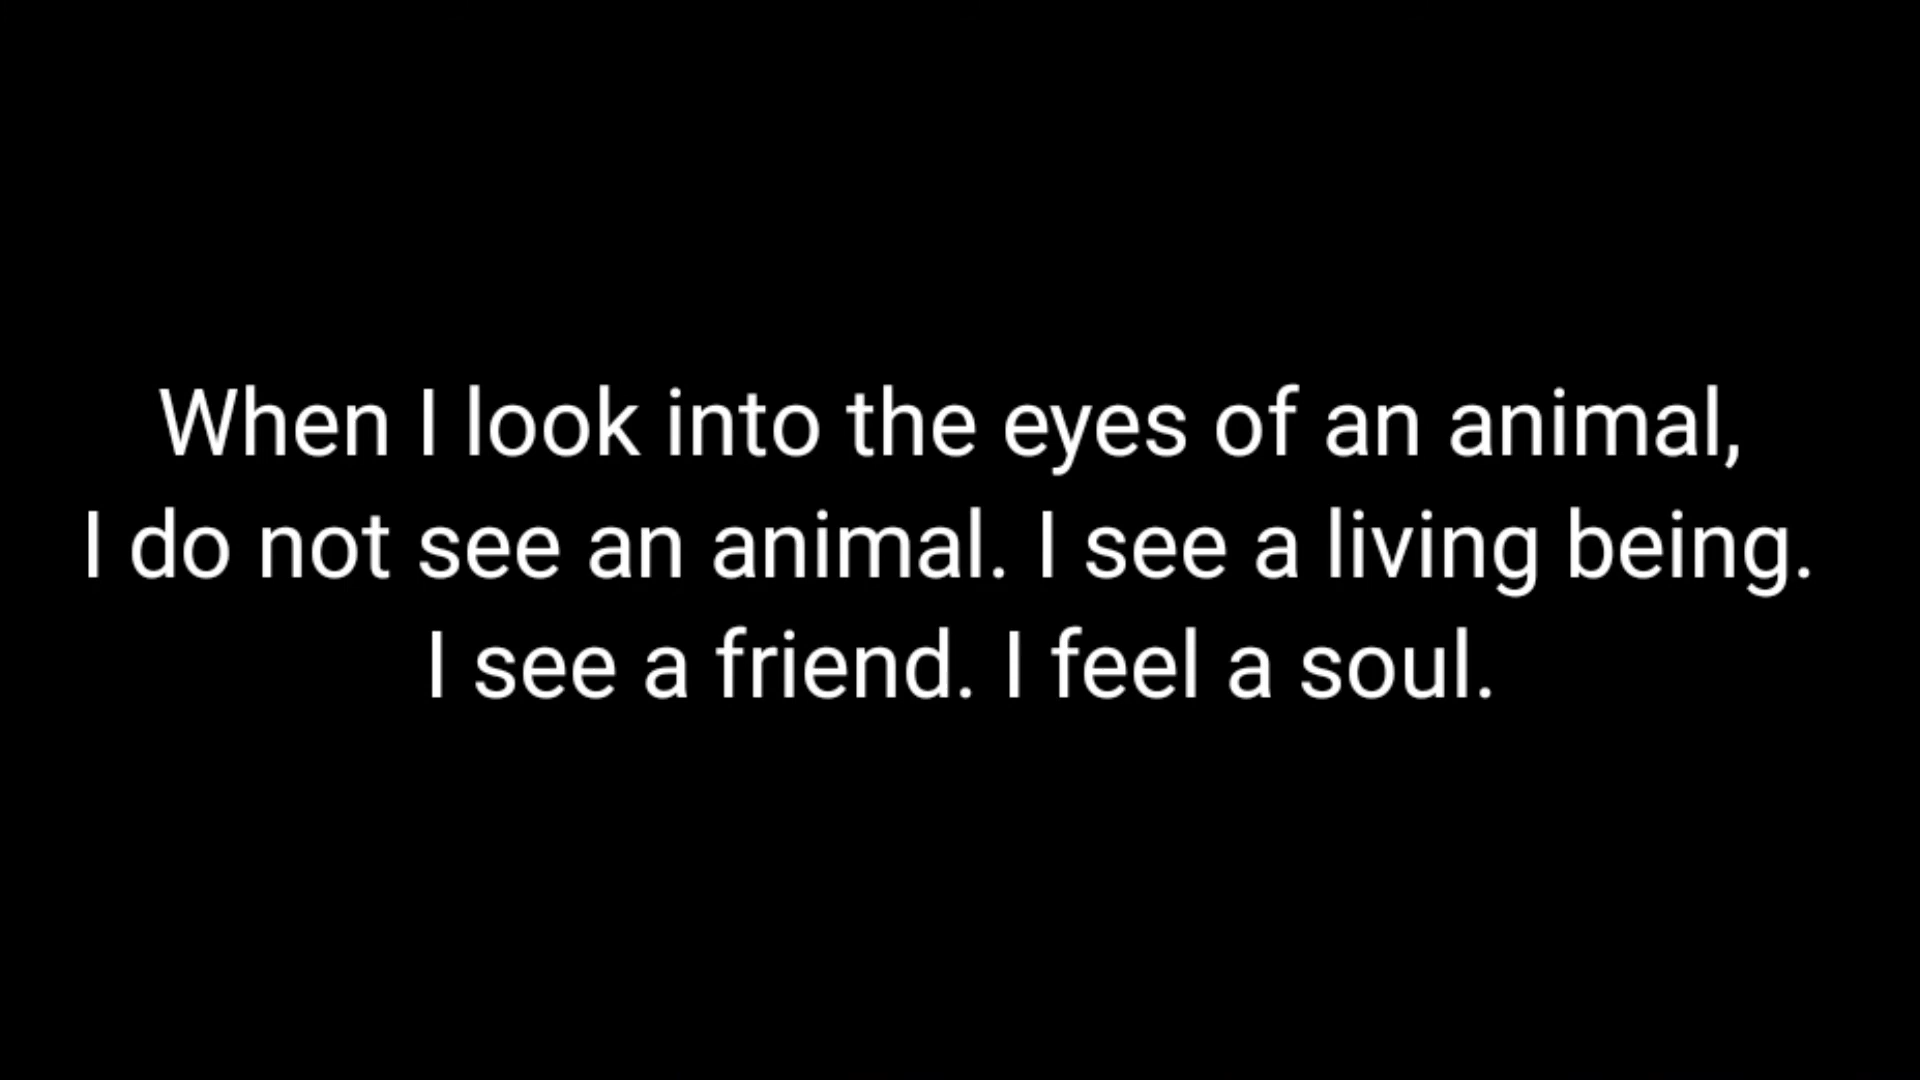 When I look into the eyes of an animal,
I do not see an animal. I see a living being.
I see a friend. I feel a soul.